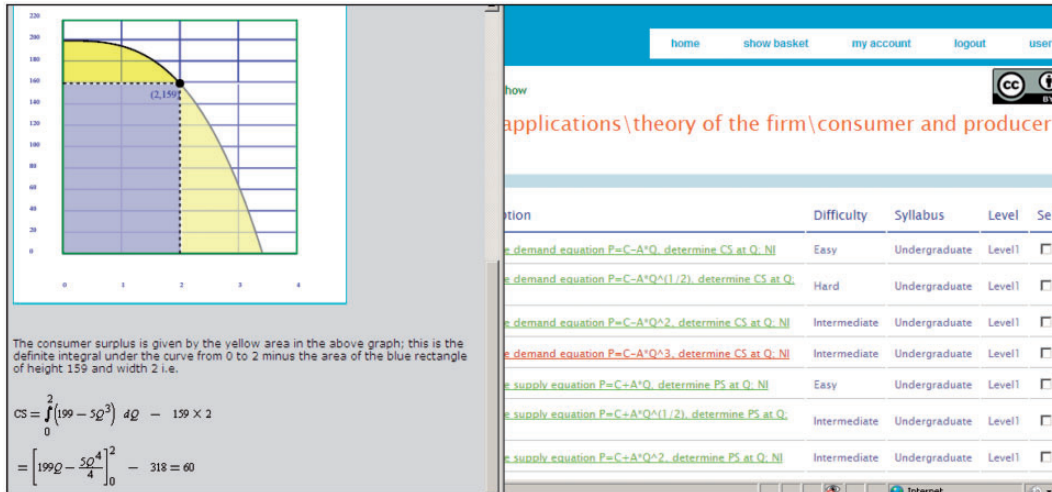 220
200
180
160
140
120
100
80
60
40
20
0
(2,159)
0 1 2 3 4
The consumer surplus is given by the yellow area in the above graph; this is the
definite integral under the curve from 0 to 2 minus the area of the blue rectangle
of height 159 and width 2 i.e.
CS = ∫₀²(199 − 5Q³) dQ − 159 × 2
= [199Q − 5Q⁴/4]₀² − 318 = 60
home show basket my account logout user
how
cc
BY
applications\theory of the firm\consumer and producer
tion Difficulty Syllabus Level Se
e demand equation P=C-A*Q, determine CS at Q; NI Easy Undergraduate Level1
e demand equation P=C-A*Q^(1/2), determine CS at Q; Hard Undergraduate Level1
e demand equation P=C-A*Q^2, determine CS at Q; NI Intermediate Undergraduate Level1
e demand equation P=C-A*Q^3, determine CS at Q; NI Intermediate Undergraduate Level1
e supply equation P=C+A*Q, determine PS at Q; NI Easy Undergraduate Level1
e supply equation P=C+A*Q^(1/2), determine PS at Q; Intermediate Undergraduate Level1
e supply equation P=C+A*Q^2, determine PS at Q; NI Intermediate Undergraduate Level1
Internet